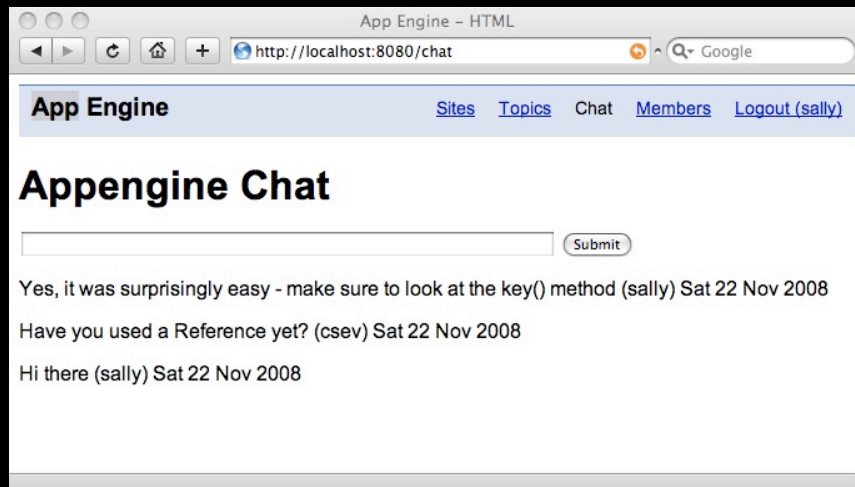 App Engine – HTML
http://localhost:8080/chat
Google
App Engine Sites Topics Chat Members Logout (sally)
Appengine Chat
Submit
Yes, it was surprisingly easy - make sure to look at the key() method (sally) Sat 22 Nov 2008
Have you used a Reference yet? (csev) Sat 22 Nov 2008
Hi there (sally) Sat 22 Nov 2008